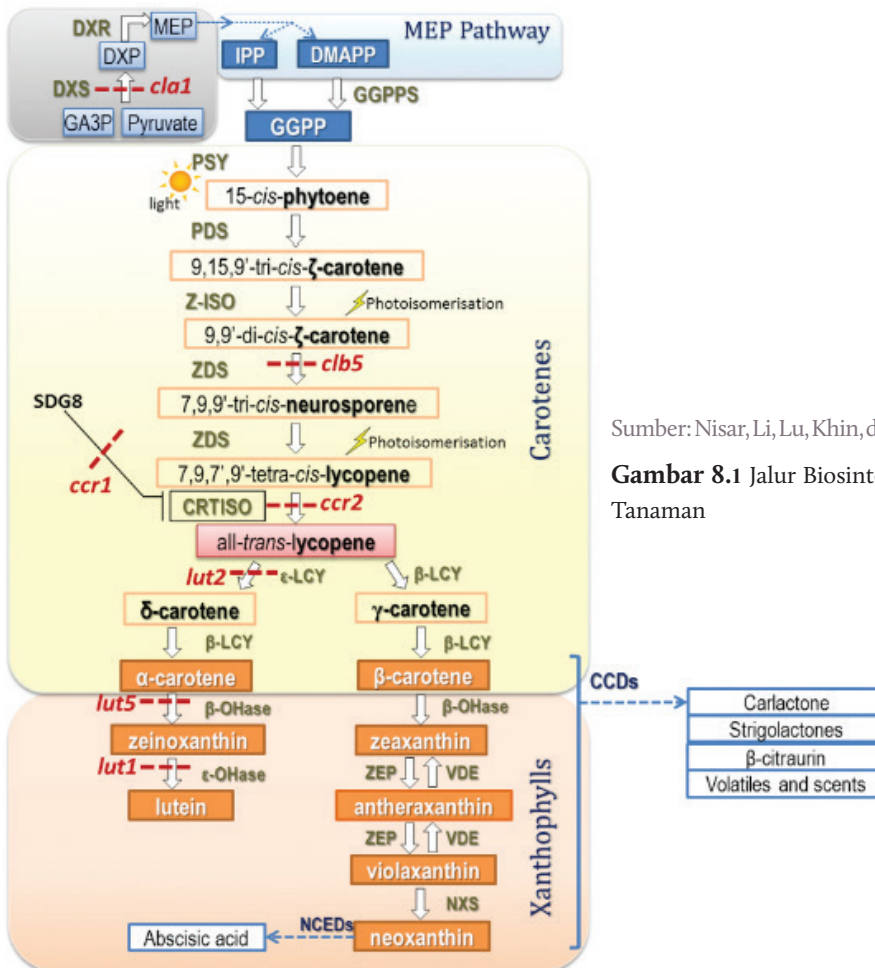 DXR
MEP
MEP Pathway
DXP
IPP
DMAPP
DXS
cla1
GGPPS
GA3P
Pyruvate
GGPP
PSY
light
15-cis-phytoene
PDS
9,15,9'-tri-cis-ζ-carotene
Z-ISO
Photoisomerisation
9,9'-di-cis-ζ-carotene
ZDS
clb5
SDG8
7,9,9'-tri-cis-neurosporene
ZDS
Photoisomerisation
ccr1
7,9,7',9'-tetra-cis-lycopene
CRTISO
ccr2
all-trans-lycopene
lut2
ε-LCY
β-LCY
δ-carotene
γ-carotene
β-LCY
β-LCY
α-carotene
β-carotene
Carotenes
lut5
β-OHase
β-OHase
zeinoxanthin
zeaxanthin
lut1
ε-OHase
ZEP
VDE
lutein
antheraxanthin
ZEP
VDE
violaxanthin
NXS
Abscisic acid
NCEDs
neoxanthin
Xanthophylls
CCDs
Carlactone
Strigolactones
β-citraurin
Volatiles and scents
Sumber: Nisar, Li, Lu, Khin, d
Gambar 8.1 Jalur Biosint
Tanaman